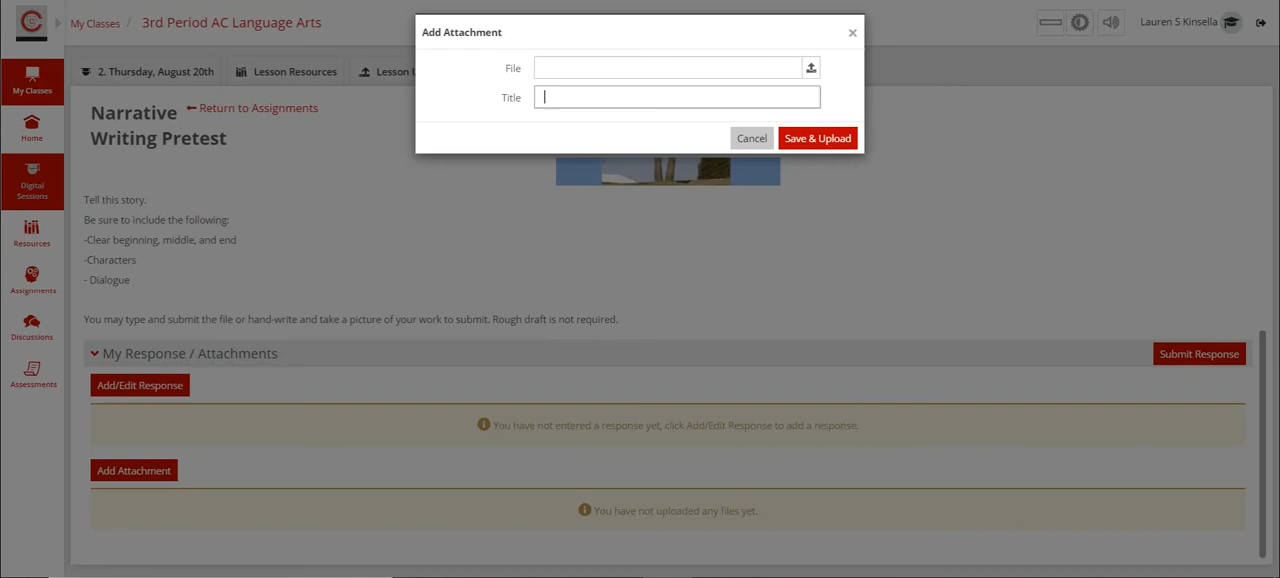 My Classes / 3rd Period AC Language Arts
Lauren S Kinsella
Add Attachment
×
File
Title
Cancel
Save & Upload
My Classes
Home
Digital
Sessions
Resources
Assignments
Discussions
Assessments
2. Thursday, August 20th
Lesson Resources
Lesson U
Narrative
Writing Pretest
Return to Assignments
Tell this story.
Be sure to include the following:
-Clear beginning, middle, and end
-Characters
- Dialogue
You may type and submit the file or hand-write and take a picture of your work to submit. Rough draft is not required.
My Response / Attachments
Submit Response
Add/Edit Response
You have not entered a response yet, click Add/Edit Response to add a response.
Add Attachment
You have not uploaded any files yet.